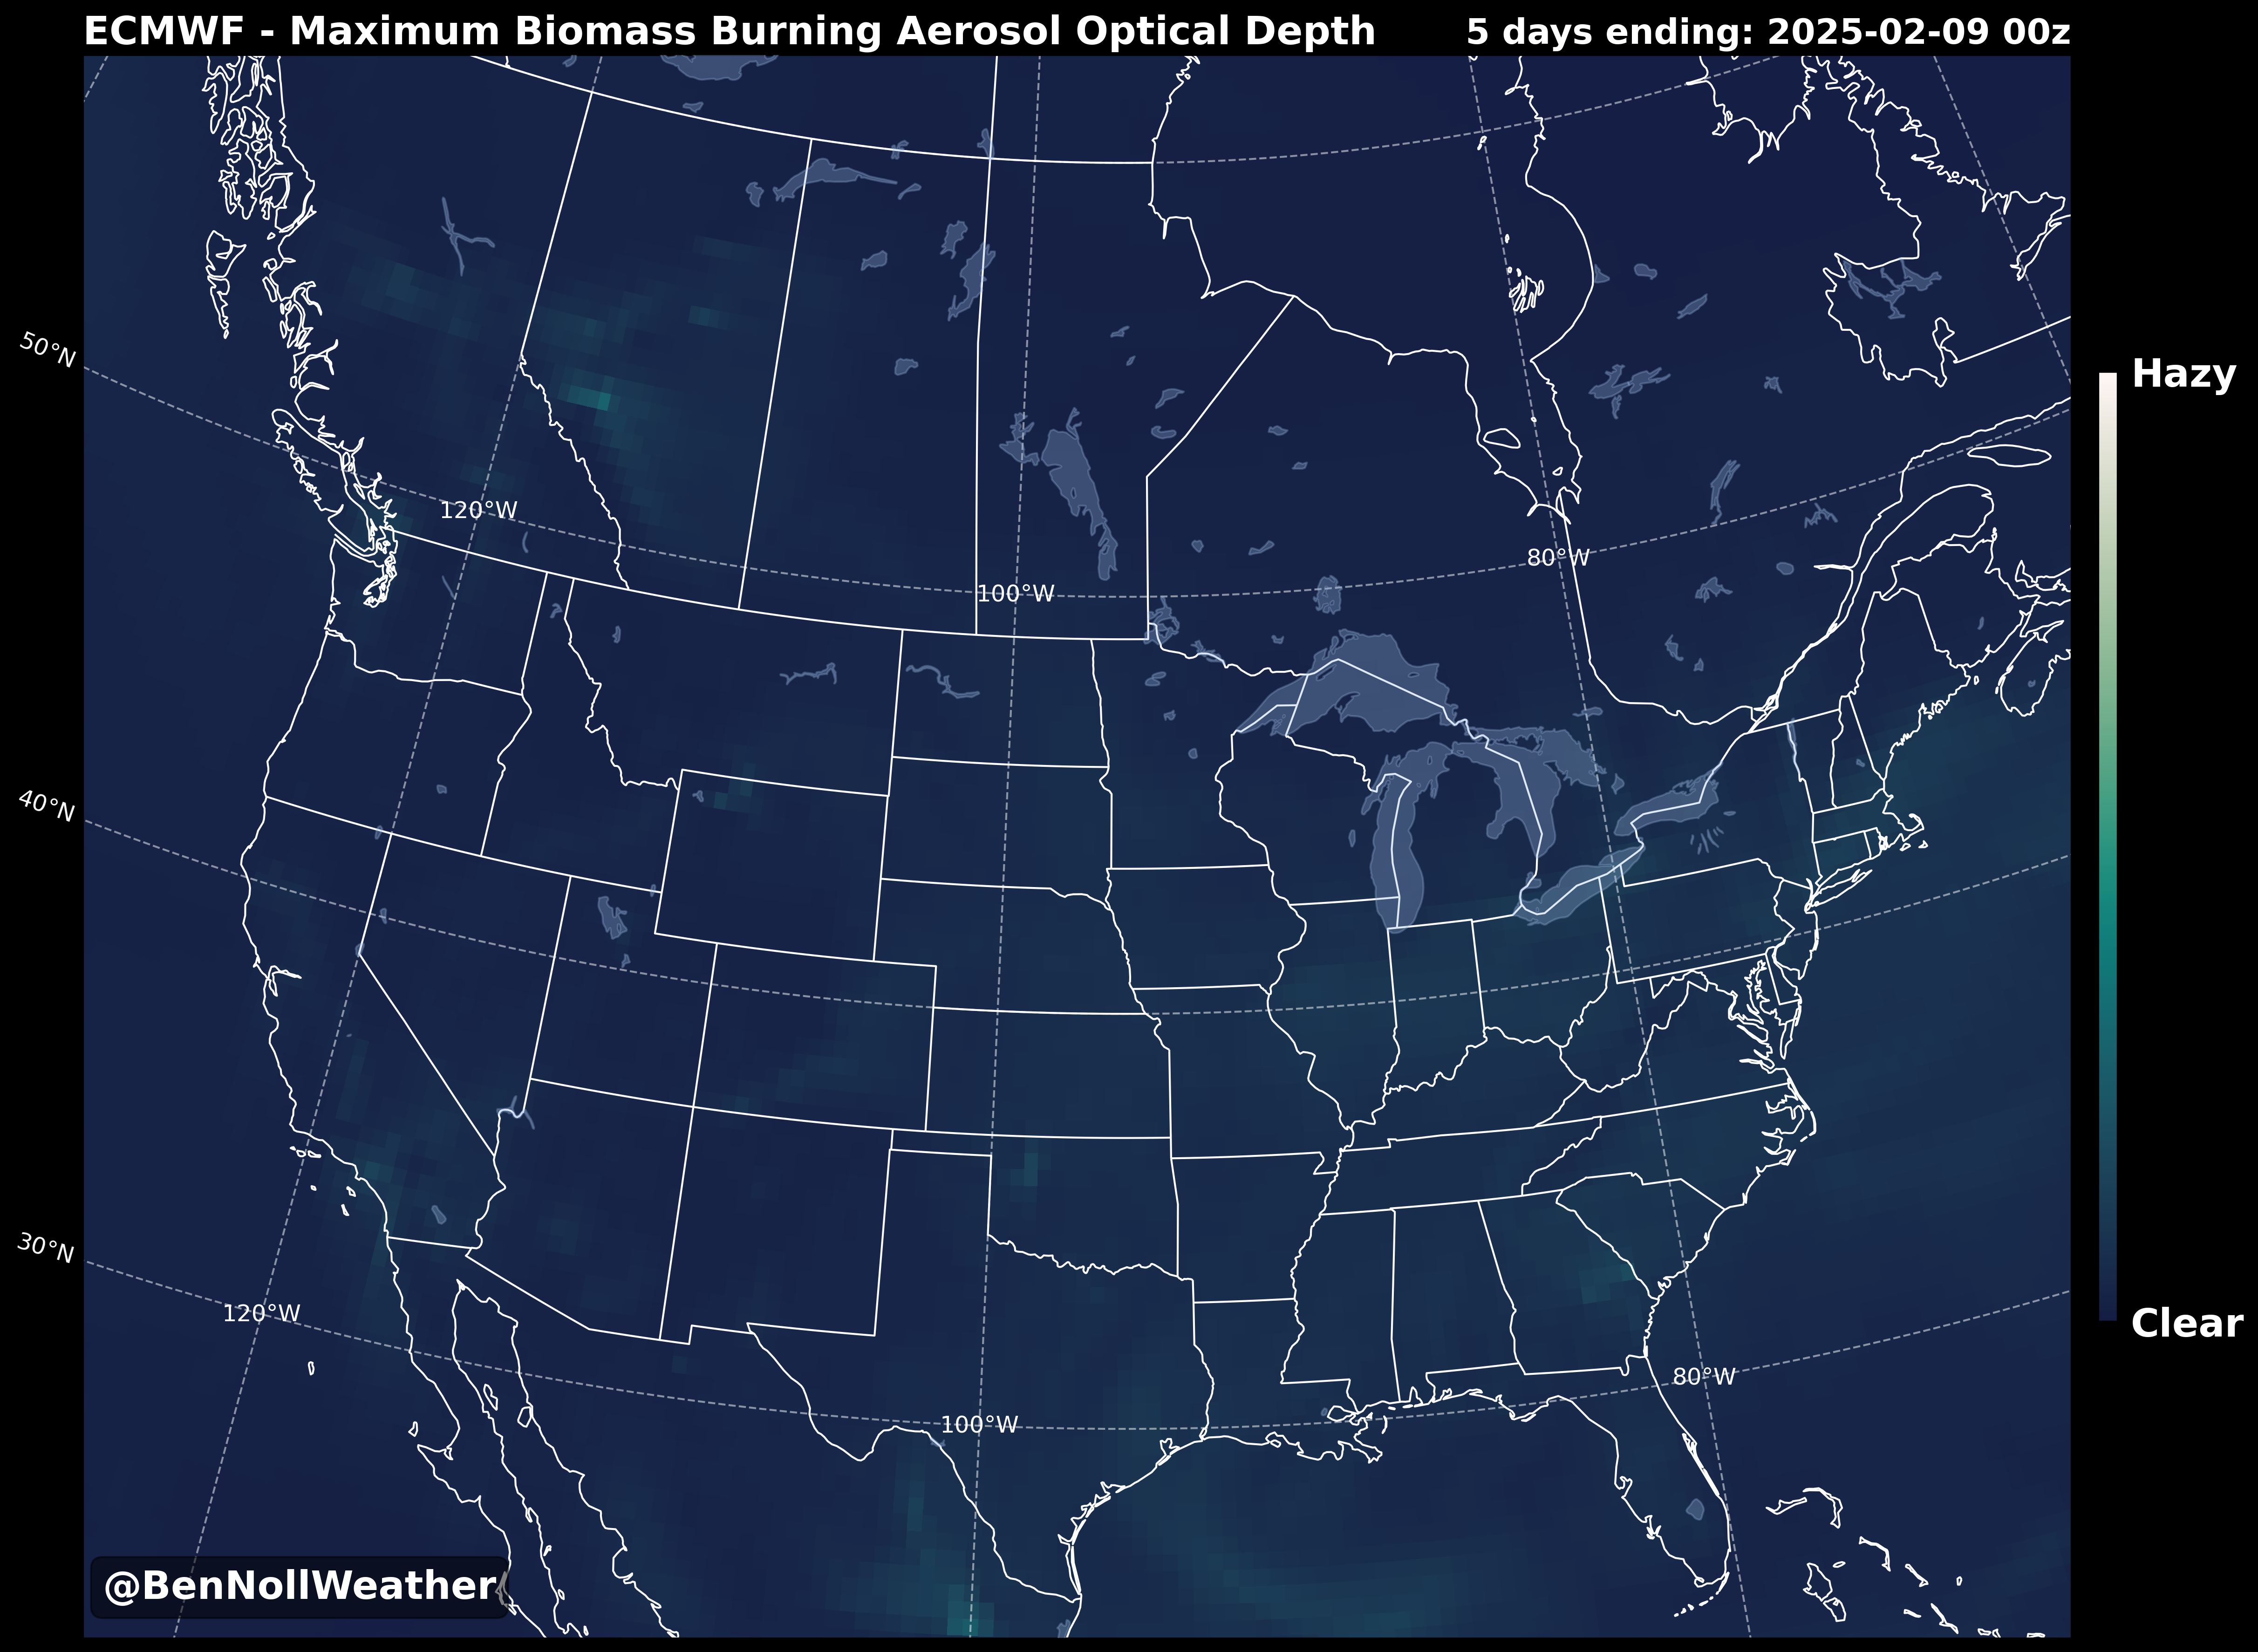 ECMWF - Maximum Biomass Burning Aerosol Optical Depth
5 days ending: 2025-02-09 00z
50°N
Hazy
120°W
100°W
80°W
40°N
30°N
120°W
Clear
80°W
100°W
@BenNollWeather